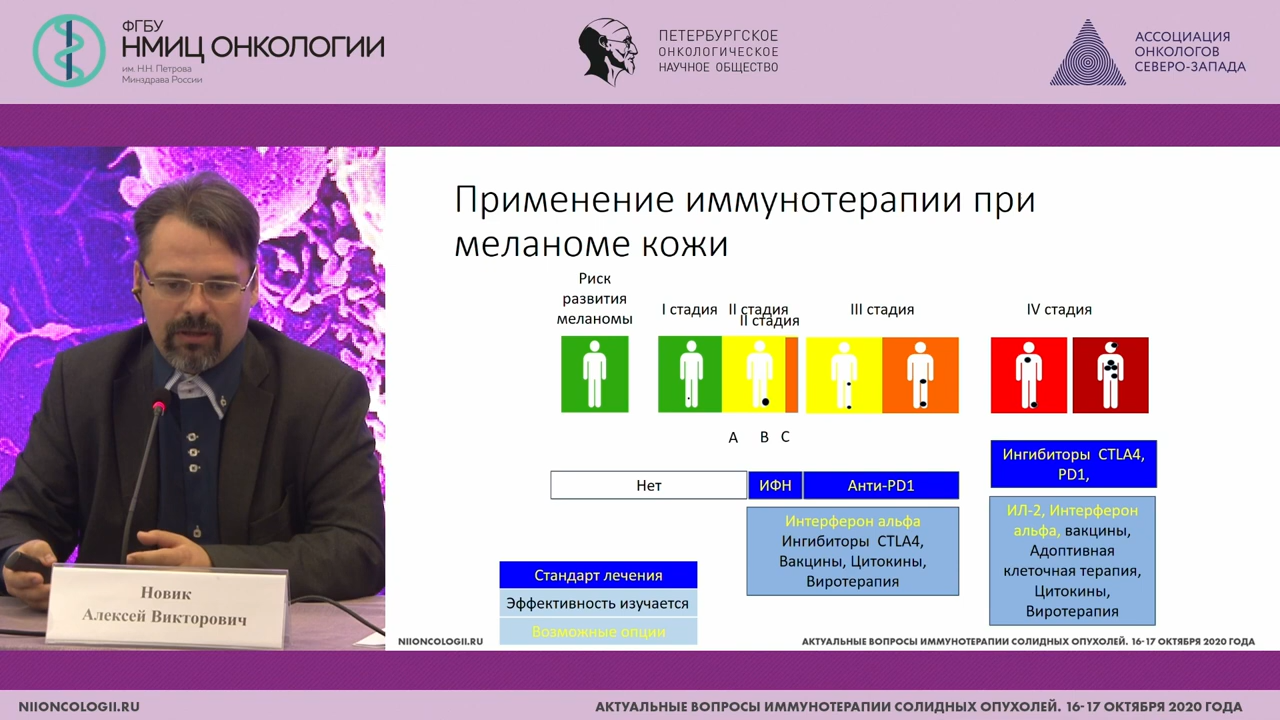 ФГБУ
НМИЦ ОНКОЛОГИИ
им. Н.Н. Петрова
Минздрава России
ПЕТЕРБУРГСКОЕ
ОНКОЛОГИЧЕСКОЕ
НАУЧНОЕ ОБЩЕСТВО
АССОЦИАЦИЯ
ОНКОЛОГОВ
СЕВЕРО-ЗАПАДА
Применение иммунотерапии при
меланоме кожи
Риск
развития
меланомы
I стадия
II стадия
II стадия
III стадия
IV стадия
A B C
Нет
ИФН
Анти-PD1
Ингибиторы CTLA4,
PD1,
Интерферон альфа
Ингибиторы CTLA4,
Вакцины, Цитокины,
Виротерапия
ИЛ-2, Интерферон
альфа, вакцины,
Адоптивная
клеточная терапия,
Цитокины,
Виротерапия
Стандарт лечения
Эффективность изучается
Возможные опции
Новик
Алексей Викторович
NIIONCOLOGII.RU
АКТУАЛЬНЫЕ ВОПРОСЫ ИММУНОТЕРАПИИ СОЛИДНЫХ ОПУХОЛЕЙ. 16-17 ОКТЯБРЯ 2020 ГОДА
NIIONCOLOGII.RU
АКТУАЛЬНЫЕ ВОПРОСЫ ИММУНОТЕРАПИИ СОЛИДНЫХ ОПУХОЛЕЙ. 16-17 ОКТЯБРЯ 2020 ГОДА